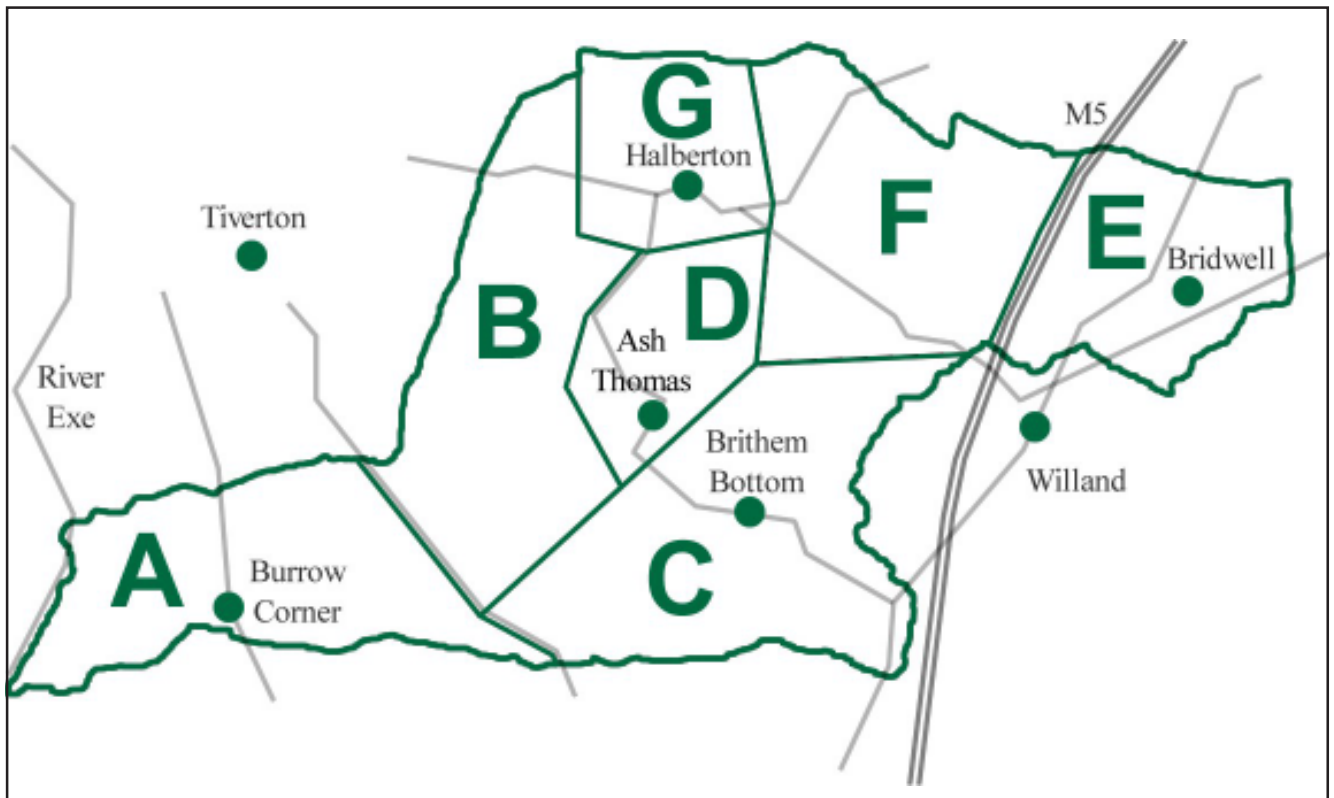 G
Halberton
M5
Tiverton
F
E
Bridwell
B
D
Ash
Thomas
River
Exe
Brithem
Bottom
Willand
A
Burrow
Corner
C